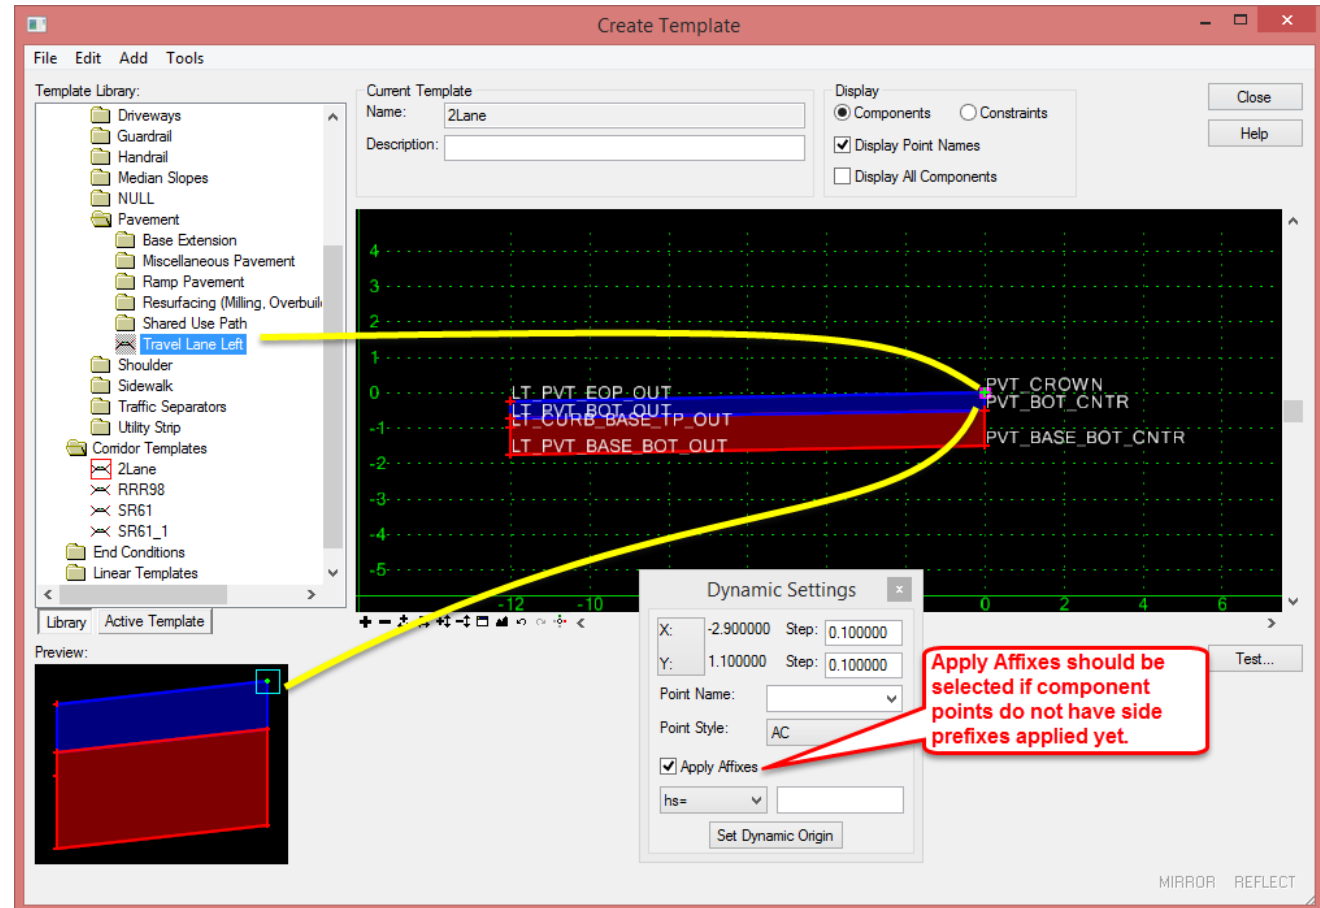 Create Template
File Edit Add Tools
Template Library:
Driveways
Guardrail
Handrail
Median Slopes
NULL
Pavement
Base Extension
Miscellaneous Pavement
Ramp Pavement
Resurfacing (Milling, Overbuil
Shared Use Path
Travel Lane Left
Shoulder
Sidewalk
Traffic Separators
Utility Strip
Corridor Templates
2Lane
RRR98
SR61
SR61_1
End Conditions
Linear Templates
Library Active Template
Preview:
Current Template
Name: 2Lane
Description:
Display
Components Constraints
Display Point Names
Display All Components
Close
Help
4
3
2
1
0
-1
-2
-3
-4
-5
-12 -10 0 2 4 6
LT_PVT_EOP_OUT
LT_PVT_BOT_OUT
LT_CURB_BASE_TP_OUT
LT_PVT_BASE_BOT_OUT
PVT_CROWN
PVT_BOT_CNTR
PVT_BASE_BOT_CNTR
Dynamic Settings
X: -2.900000 Step: 0.100000
Y: 1.100000 Step: 0.100000
Point Name:
Point Style: AC
Apply Affixes
hs=
Set Dynamic Origin
Apply Affixes should be
selected if component
points do not have side
prefixes applied yet.
Test...
MIRROR REFLECT